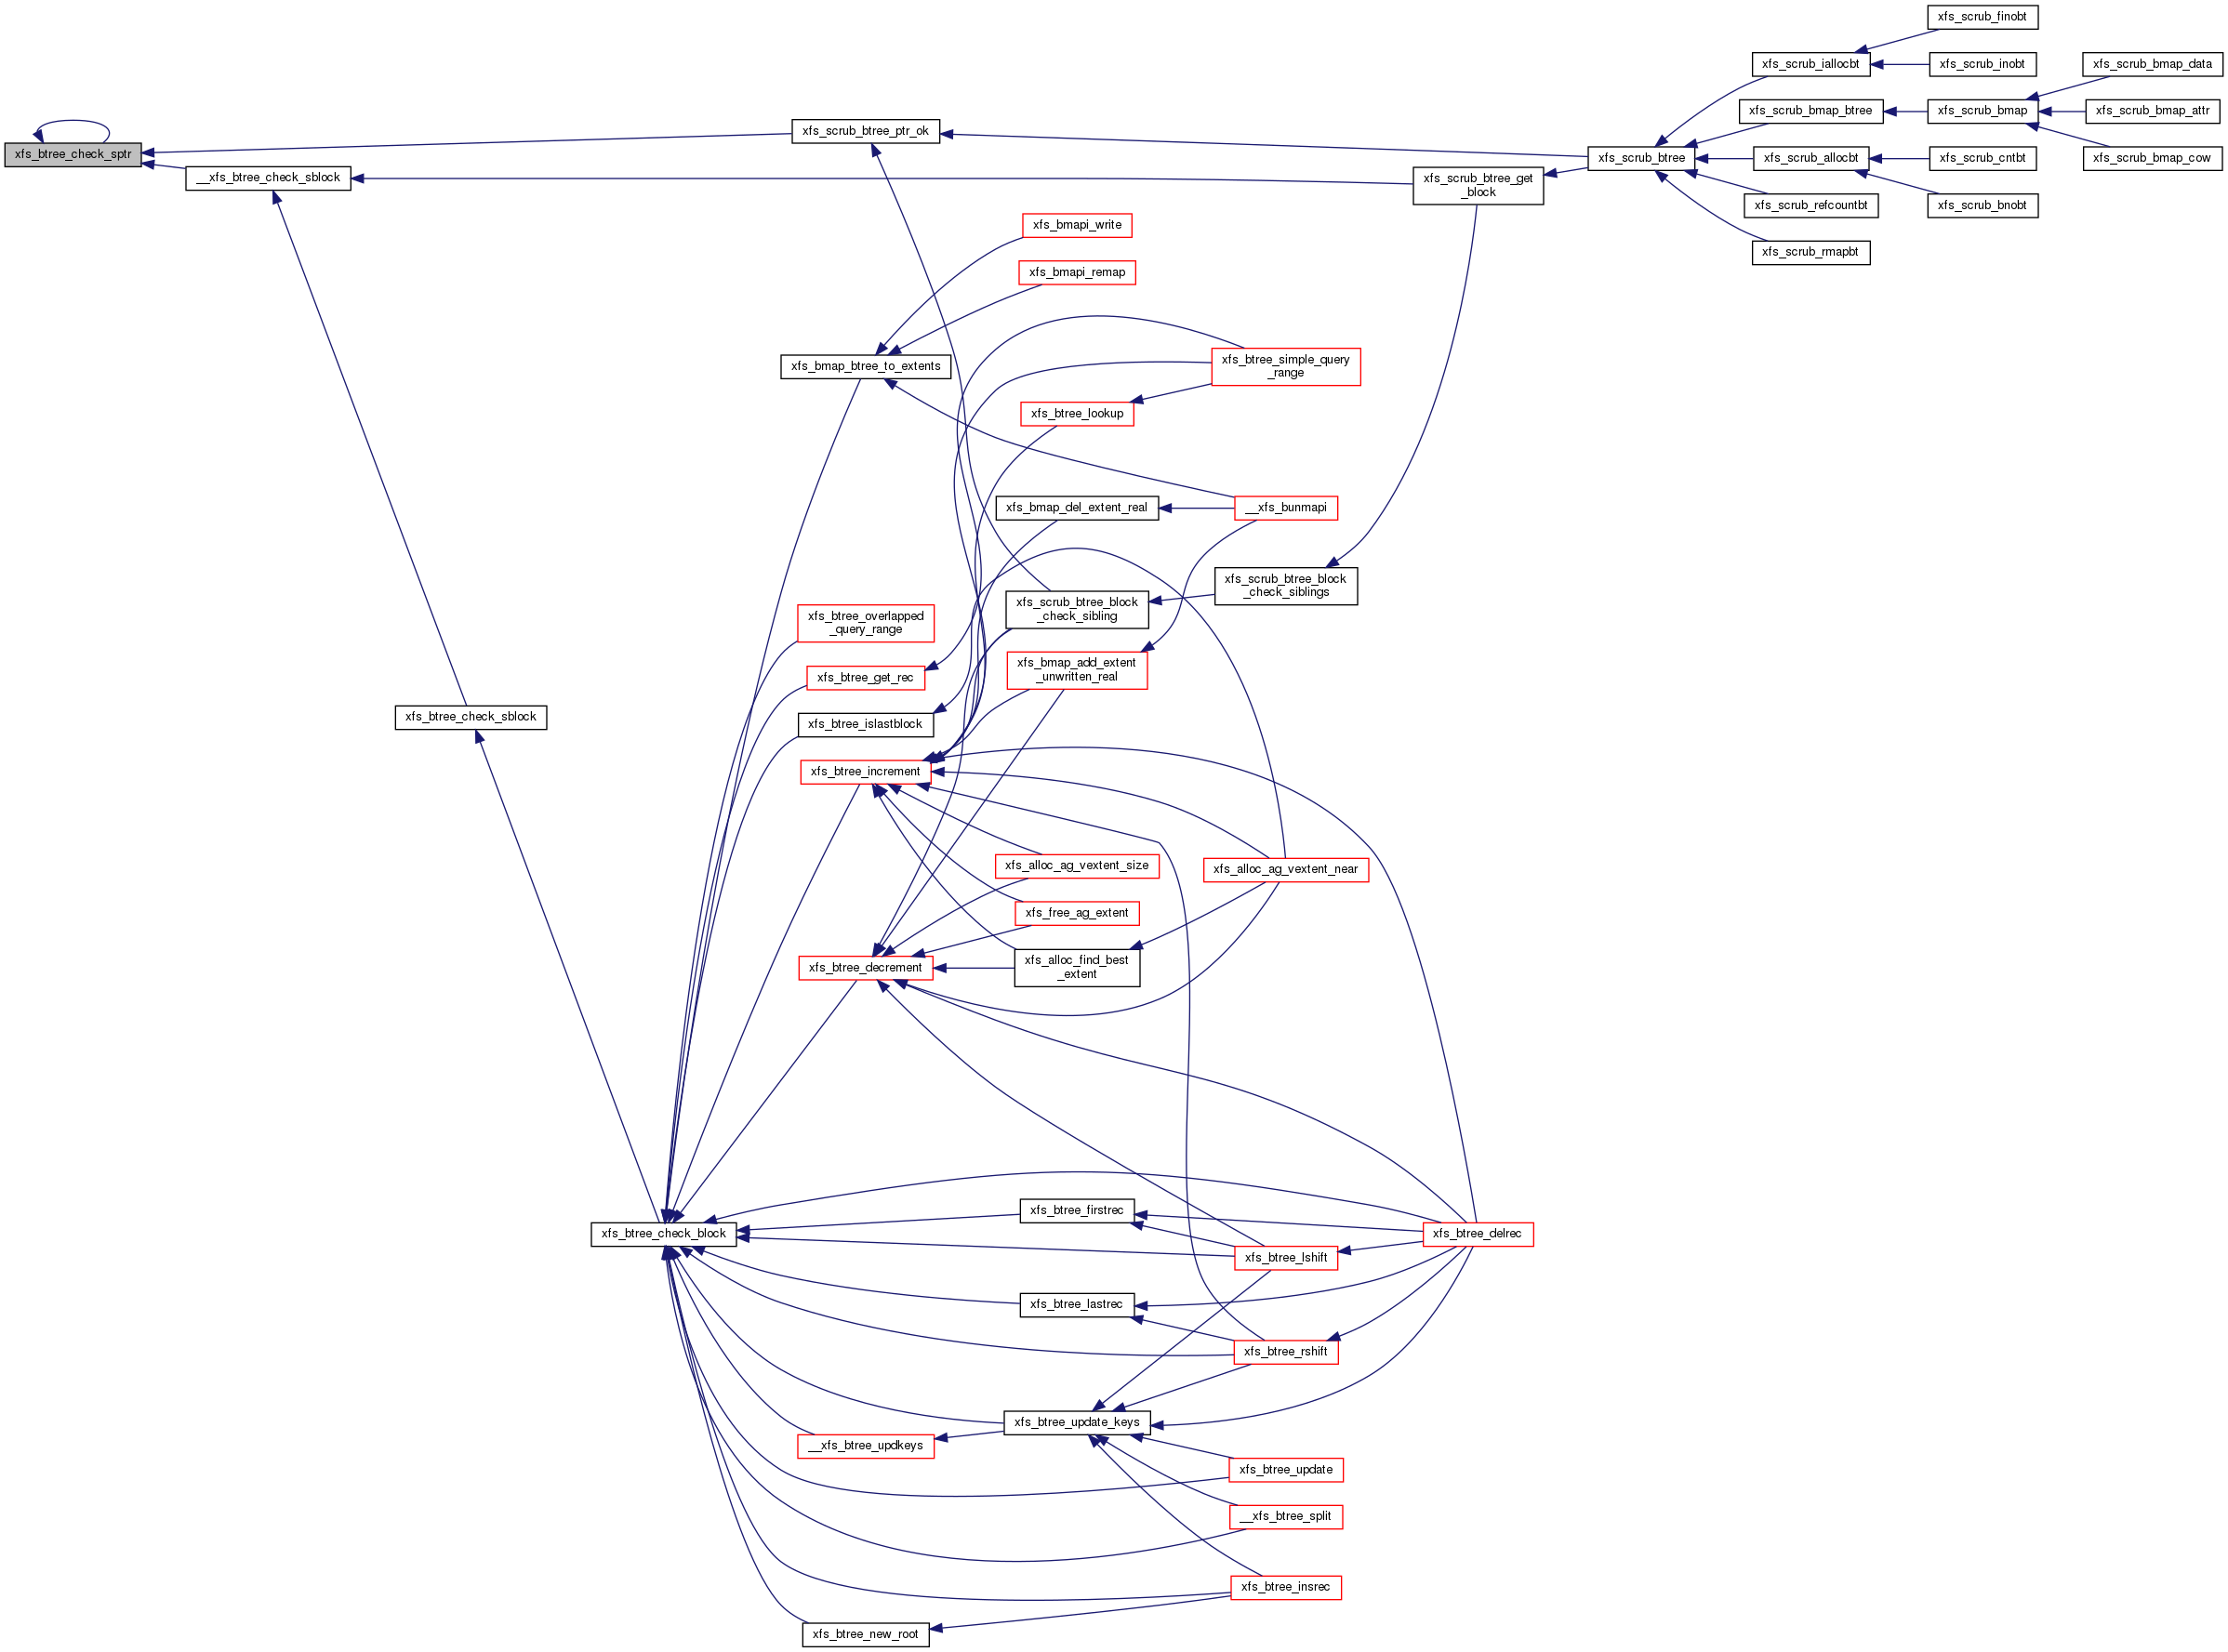 xfs_scrub_finobt
xfs_scrub_iallocbt
xfs_scrub_inobt
xfs_scrub_bmap_data
xfs_scrub_bmap_btree
xfs_scrub_bmap
xfs_scrub_bmap_attr
xfs_btree_check_sptr
xfs_scrub_btree_ptr_ok
xfs_scrub_btree
xfs_scrub_allocbt
xfs_scrub_cntbt
xfs_scrub_bmap_cow
__xfs_btree_check_sblock
xfs_scrub_btree_get
_block
xfs_scrub_refcountbt
xfs_scrub_bnobt
xfs_bmapi_write
xfs_scrub_rmapbt
xfs_bmapi_remap
xfs_bmap_btree_to_extents
xfs_btree_simple_query
_range
xfs_btree_lookup
xfs_bmap_del_extent_real
__xfs_bunmapi
xfs_scrub_btree_block
_check_siblings
xfs_scrub_btree_block
_check_sibling
xfs_btree_overlapped
_query_range
xfs_bmap_add_extent
_unwritten_real
xfs_btree_get_rec
xfs_btree_check_sblock
xfs_btree_islastblock
xfs_btree_increment
xfs_alloc_ag_vextent_size
xfs_alloc_ag_vextent_near
xfs_free_ag_extent
xfs_btree_decrement
xfs_alloc_find_best
_extent
xfs_btree_firstrec
xfs_btree_check_block
xfs_btree_delrec
xfs_btree_lshift
xfs_btree_lastrec
xfs_btree_rshift
xfs_btree_update_keys
__xfs_btree_updkeys
xfs_btree_update
__xfs_btree_split
xfs_btree_insrec
xfs_btree_new_root